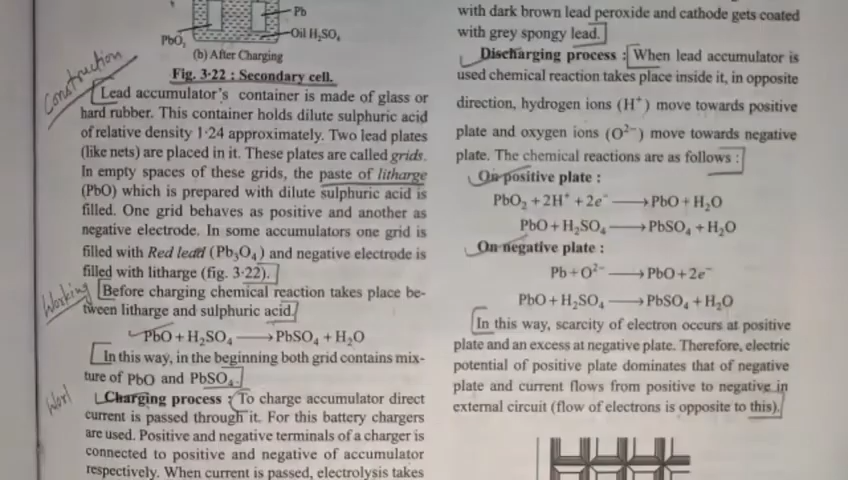 Pb
Oil H₂SO₄
PbO₂
(b) After Charging
Fig. 3·22 : Secondary cell.
Construction
Lead accumulator's container is made of glass or
hard rubber. This container holds dilute sulphuric acid
of relative density 1·24 approximately. Two lead plates
(like nets) are placed in it. These plates are called grids.
In empty spaces of these grids, the paste of litharge
(PbO) which is prepared with dilute sulphuric acid is
filled. One grid behaves as positive and another as
negative electrode. In some accumulators one grid is
filled with Red lead (Pb₃O₄) and negative electrode is
filled with litharge (fig. 3·22).
Working
Before charging chemical reaction takes place be-
tween litharge and sulphuric acid.
PbO + H₂SO₄ ⟶ PbSO₄ + H₂O
In this way, in the beginning both grid contains mix-
ture of PbO and PbSO₄.
Charging process : To charge accumulator direct
current is passed through it. For this battery chargers
are used. Positive and negative terminals of a charger is
connected to positive and negative of accumulator
respectively. When current is passed, electrolysis takes
with dark brown lead peroxide and cathode gets coated
with grey spongy lead.
Discharging process : When lead accumulator is
used chemical reaction takes place inside it, in opposite
direction, hydrogen ions (H⁺) move towards positive
plate and oxygen ions (O²⁻) move towards negative
plate. The chemical reactions are as follows :
On positive plate :
PbO₂ + 2H⁺ + 2e⁻ ⟶ PbO + H₂O
PbO + H₂SO₄ ⟶ PbSO₄ + H₂O
On negative plate :
Pb + O²⁻ ⟶ PbO + 2e⁻
PbO + H₂SO₄ ⟶ PbSO₄ + H₂O
In this way, scarcity of electron occurs at positive
plate and an excess at negative plate. Therefore, electric
potential of positive plate dominates that of negative
plate and current flows from positive to negative in
external circuit (flow of electrons is opposite to this).